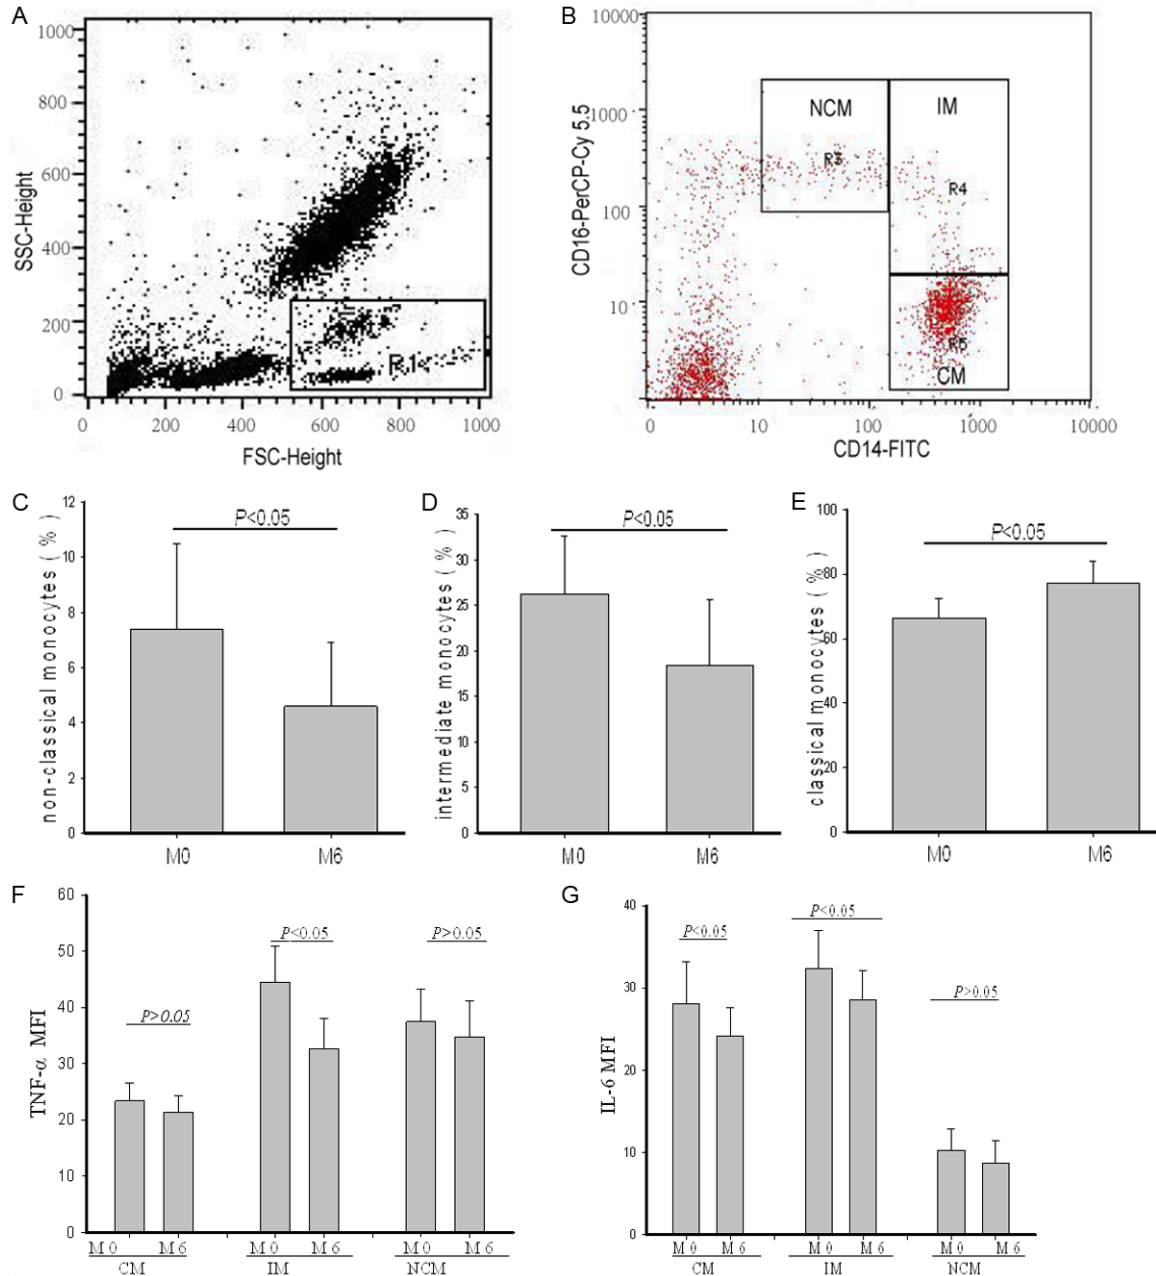 A
1000
800
600
400
200
0
SSC-Height
R1
0 200 400 600 800 1000
FSC-Height
B
10000
1000
100
10
CD16-PerCP-Cy 5.5
NCM
IM
R3
R4
R5
CM
0 10 100 1000 10000
CD14-FITC
C
12
10
8
6
4
2
0
non-classical monocytes ( % )
P<0.05
M0 M6
D
35
30
25
20
15
10
5
0
intermediate monocytes ( % )
P<0.05
M0 M6
E
100
80
60
40
20
0
classical monocytes ( % )
P<0.05
M0 M6
F
60
50
40
30
20
10
0
TNF-α MFI
P>0.05
P<0.05
P>0.05
M 0 M 6 M 0 M 6 M 0 M 6
CM IM NCM
G
40
30
20
10
0
IL-6 MFI
P<0.05
P<0.05
P>0.05
M 0 M 6 M 0 M 6 M 0 M 6
CM IM NCM